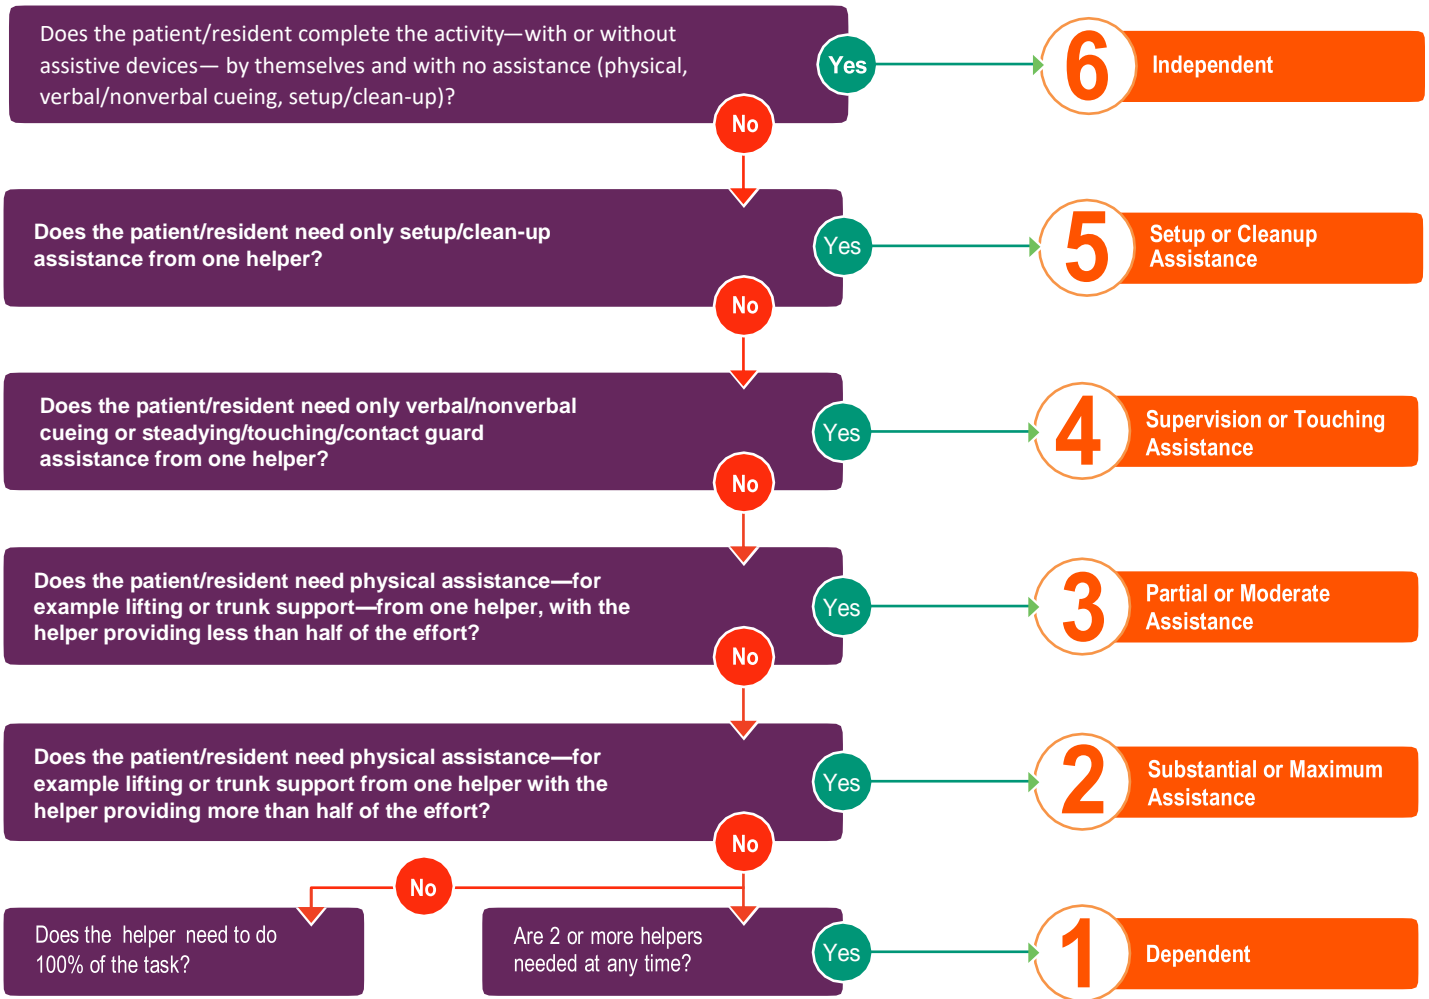 Does the patient/resident complete the activity—with or without
assistive devices— by themselves and with no assistance (physical,
verbal/nonverbal cueing, setup/clean-up)?
Yes
6
Independent
No
Does the patient/resident need only setup/clean-up
assistance from one helper?
Yes
5
Setup or Cleanup
Assistance
No
Does the patient/resident need only verbal/nonverbal
cueing or steadying/touching/contact guard
assistance from one helper?
Yes
4
Supervision or Touching
Assistance
No
Does the patient/resident need physical assistance—for
example lifting or trunk support—from one helper, with the
helper providing less than half of the effort?
Yes
3
Partial or Moderate
Assistance
No
Does the patient/resident need physical assistance—for
example lifting or trunk support from one helper with the
helper providing more than half of the effort?
Yes
2
Substantial or Maximum
Assistance
No
No
Does the helper need to do
100% of the task?
Are 2 or more helpers
needed at any time?
Yes
1
Dependent